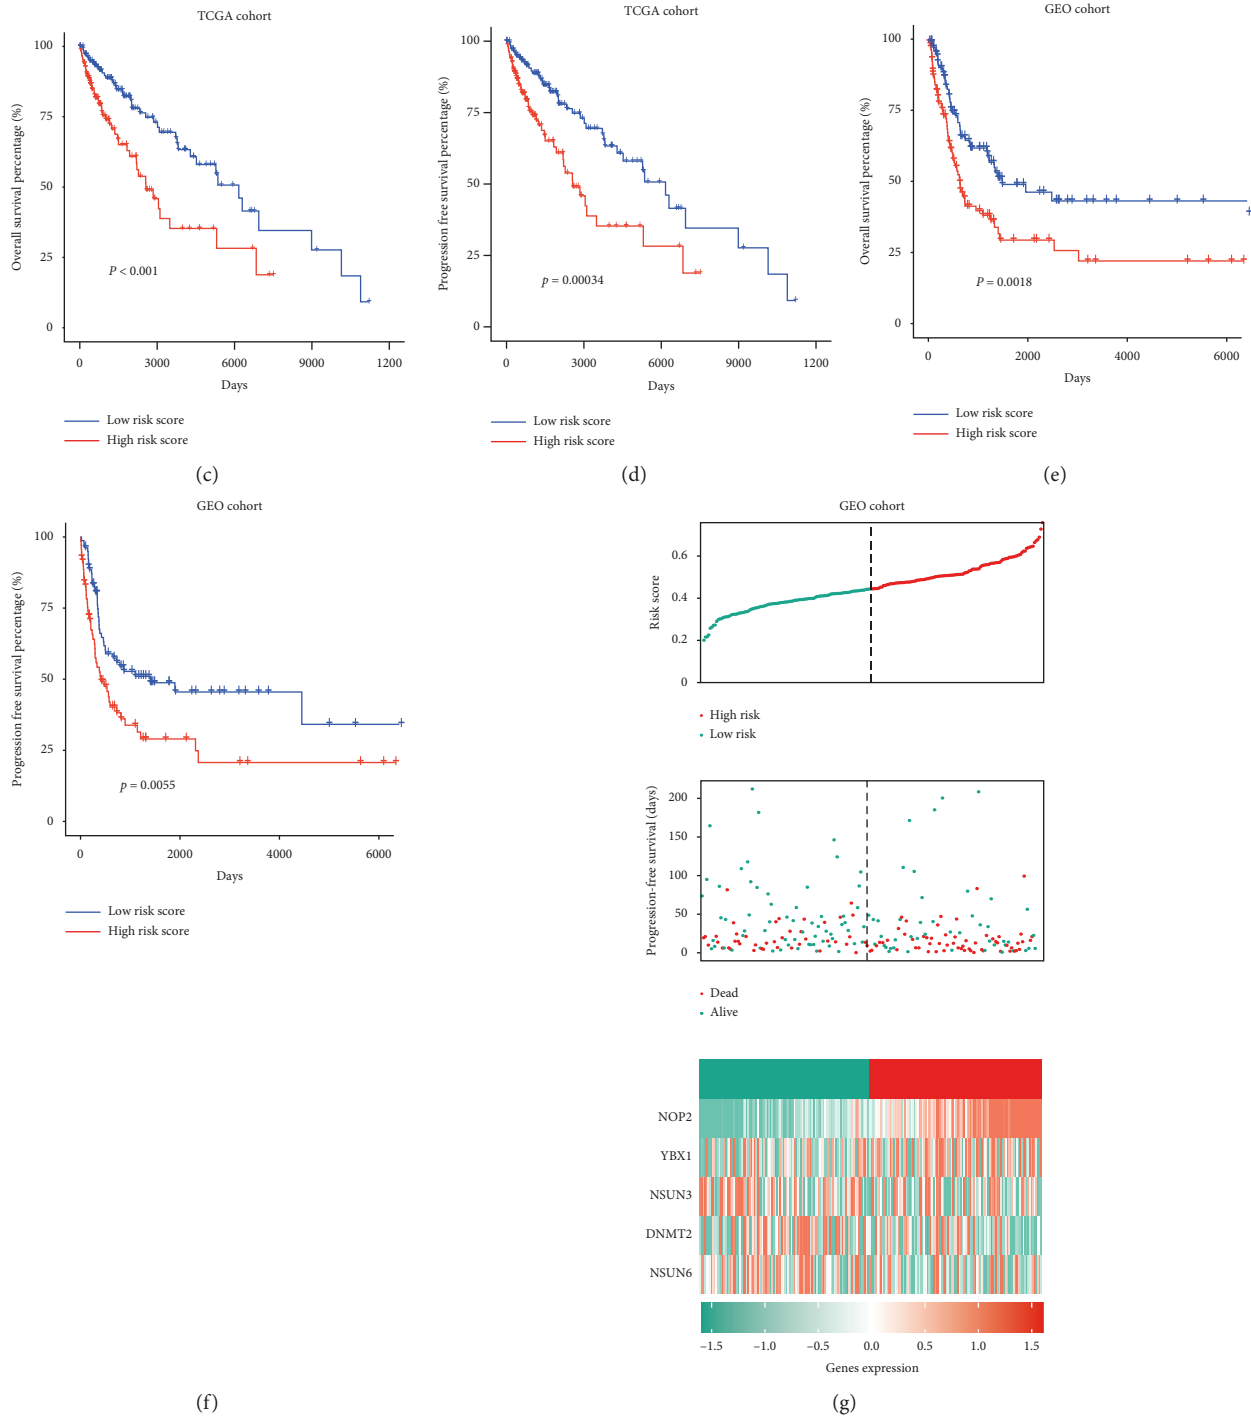 TCGA cohort
Overall survival percentage (%)
100
75
50
25
0
P < 0.001
0 3000 6000 9000 1200
Days
Low risk score
High risk score
(c)
TCGA cohort
Progression free survival percentage (%)
100
75
50
25
0
p = 0.00034
0 3000 6000 9000 1200
Days
Low risk score
High risk score
(d)
GEO cohort
Overall survival percentage (%)
100
75
50
25
0
P = 0.0018
0 2000 4000 6000
Days
Low risk score
High risk score
(e)
GEO cohort
Progression free survival percentage (%)
100
75
50
25
0
p = 0.0055
0 2000 4000 6000
Days
Low risk score
High risk score
(f)
GEO cohort
Risk score
0.6
0.4
0.2
0
High risk
Low risk
Progression-free survival (days)
200
150
100
50
0
Dead
Alive
NOP2
YBX1
NSUN3
DNMT2
NSUN6
–1.5 –1.0 –0.5 0.0 0.5 1.0 1.5
Genes expression
(g)